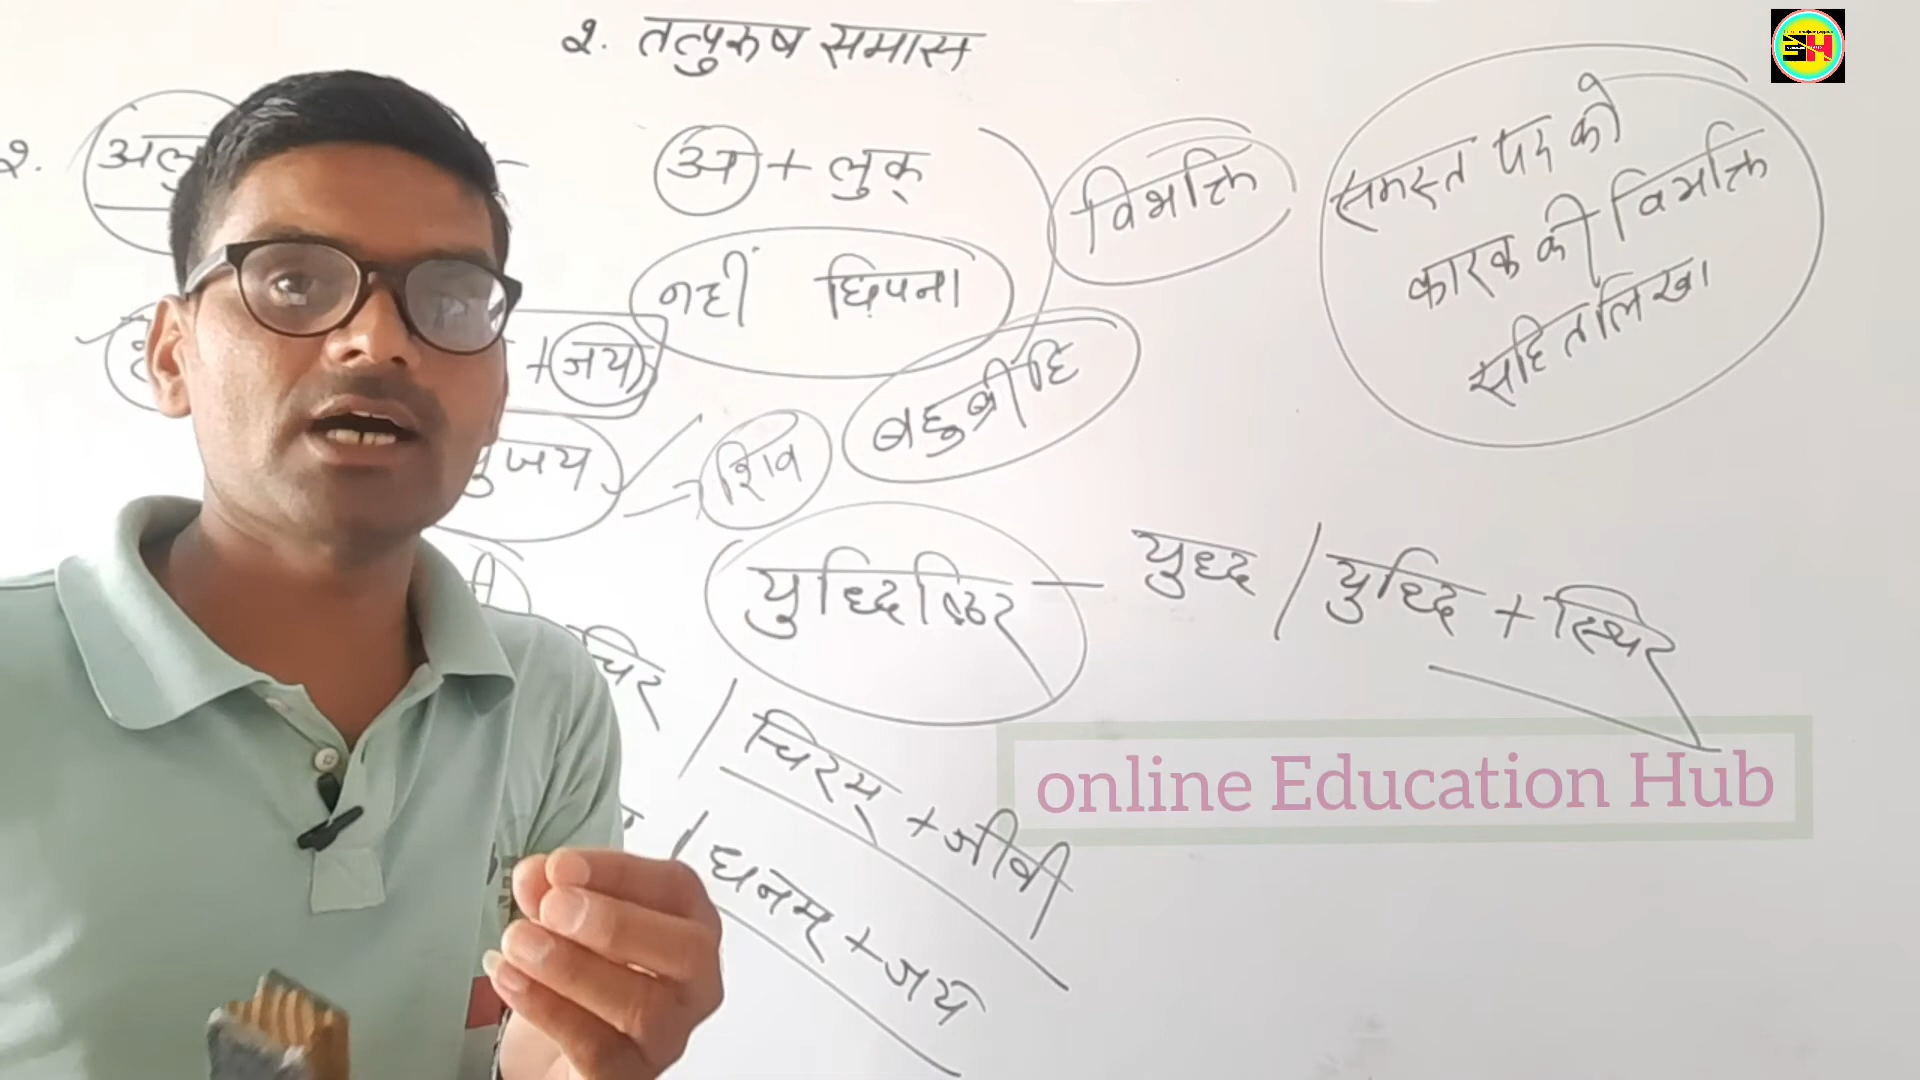 २. तत्पुरुष समास
२.
अ + लुक्
नहीं छिपना
विभक्ति
समस्त पद को
कारक की विभक्ति
सहित लिखा
+ जय
बहुब्रीहि
शिव
युध्दिष्ठिर — युध्द / युध्दि + स्थिर
चिर / चिरम् + जीवी
/ धनम् + जय
online Education Hub